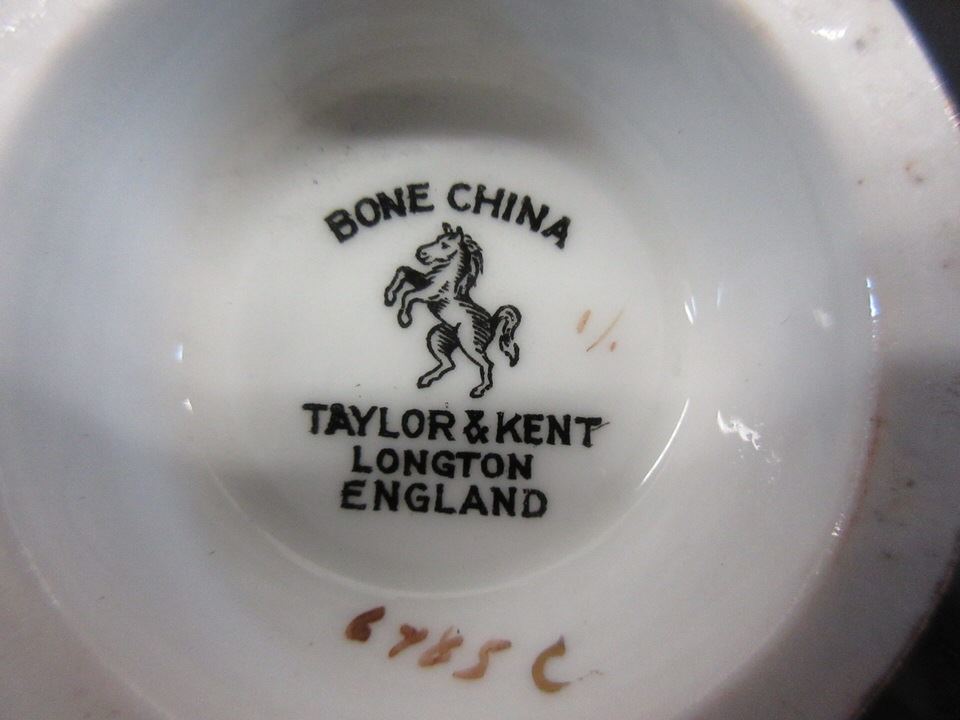 BONE CHINA
TAYLOR & KENT
LONGTON
ENGLAND
6785 C